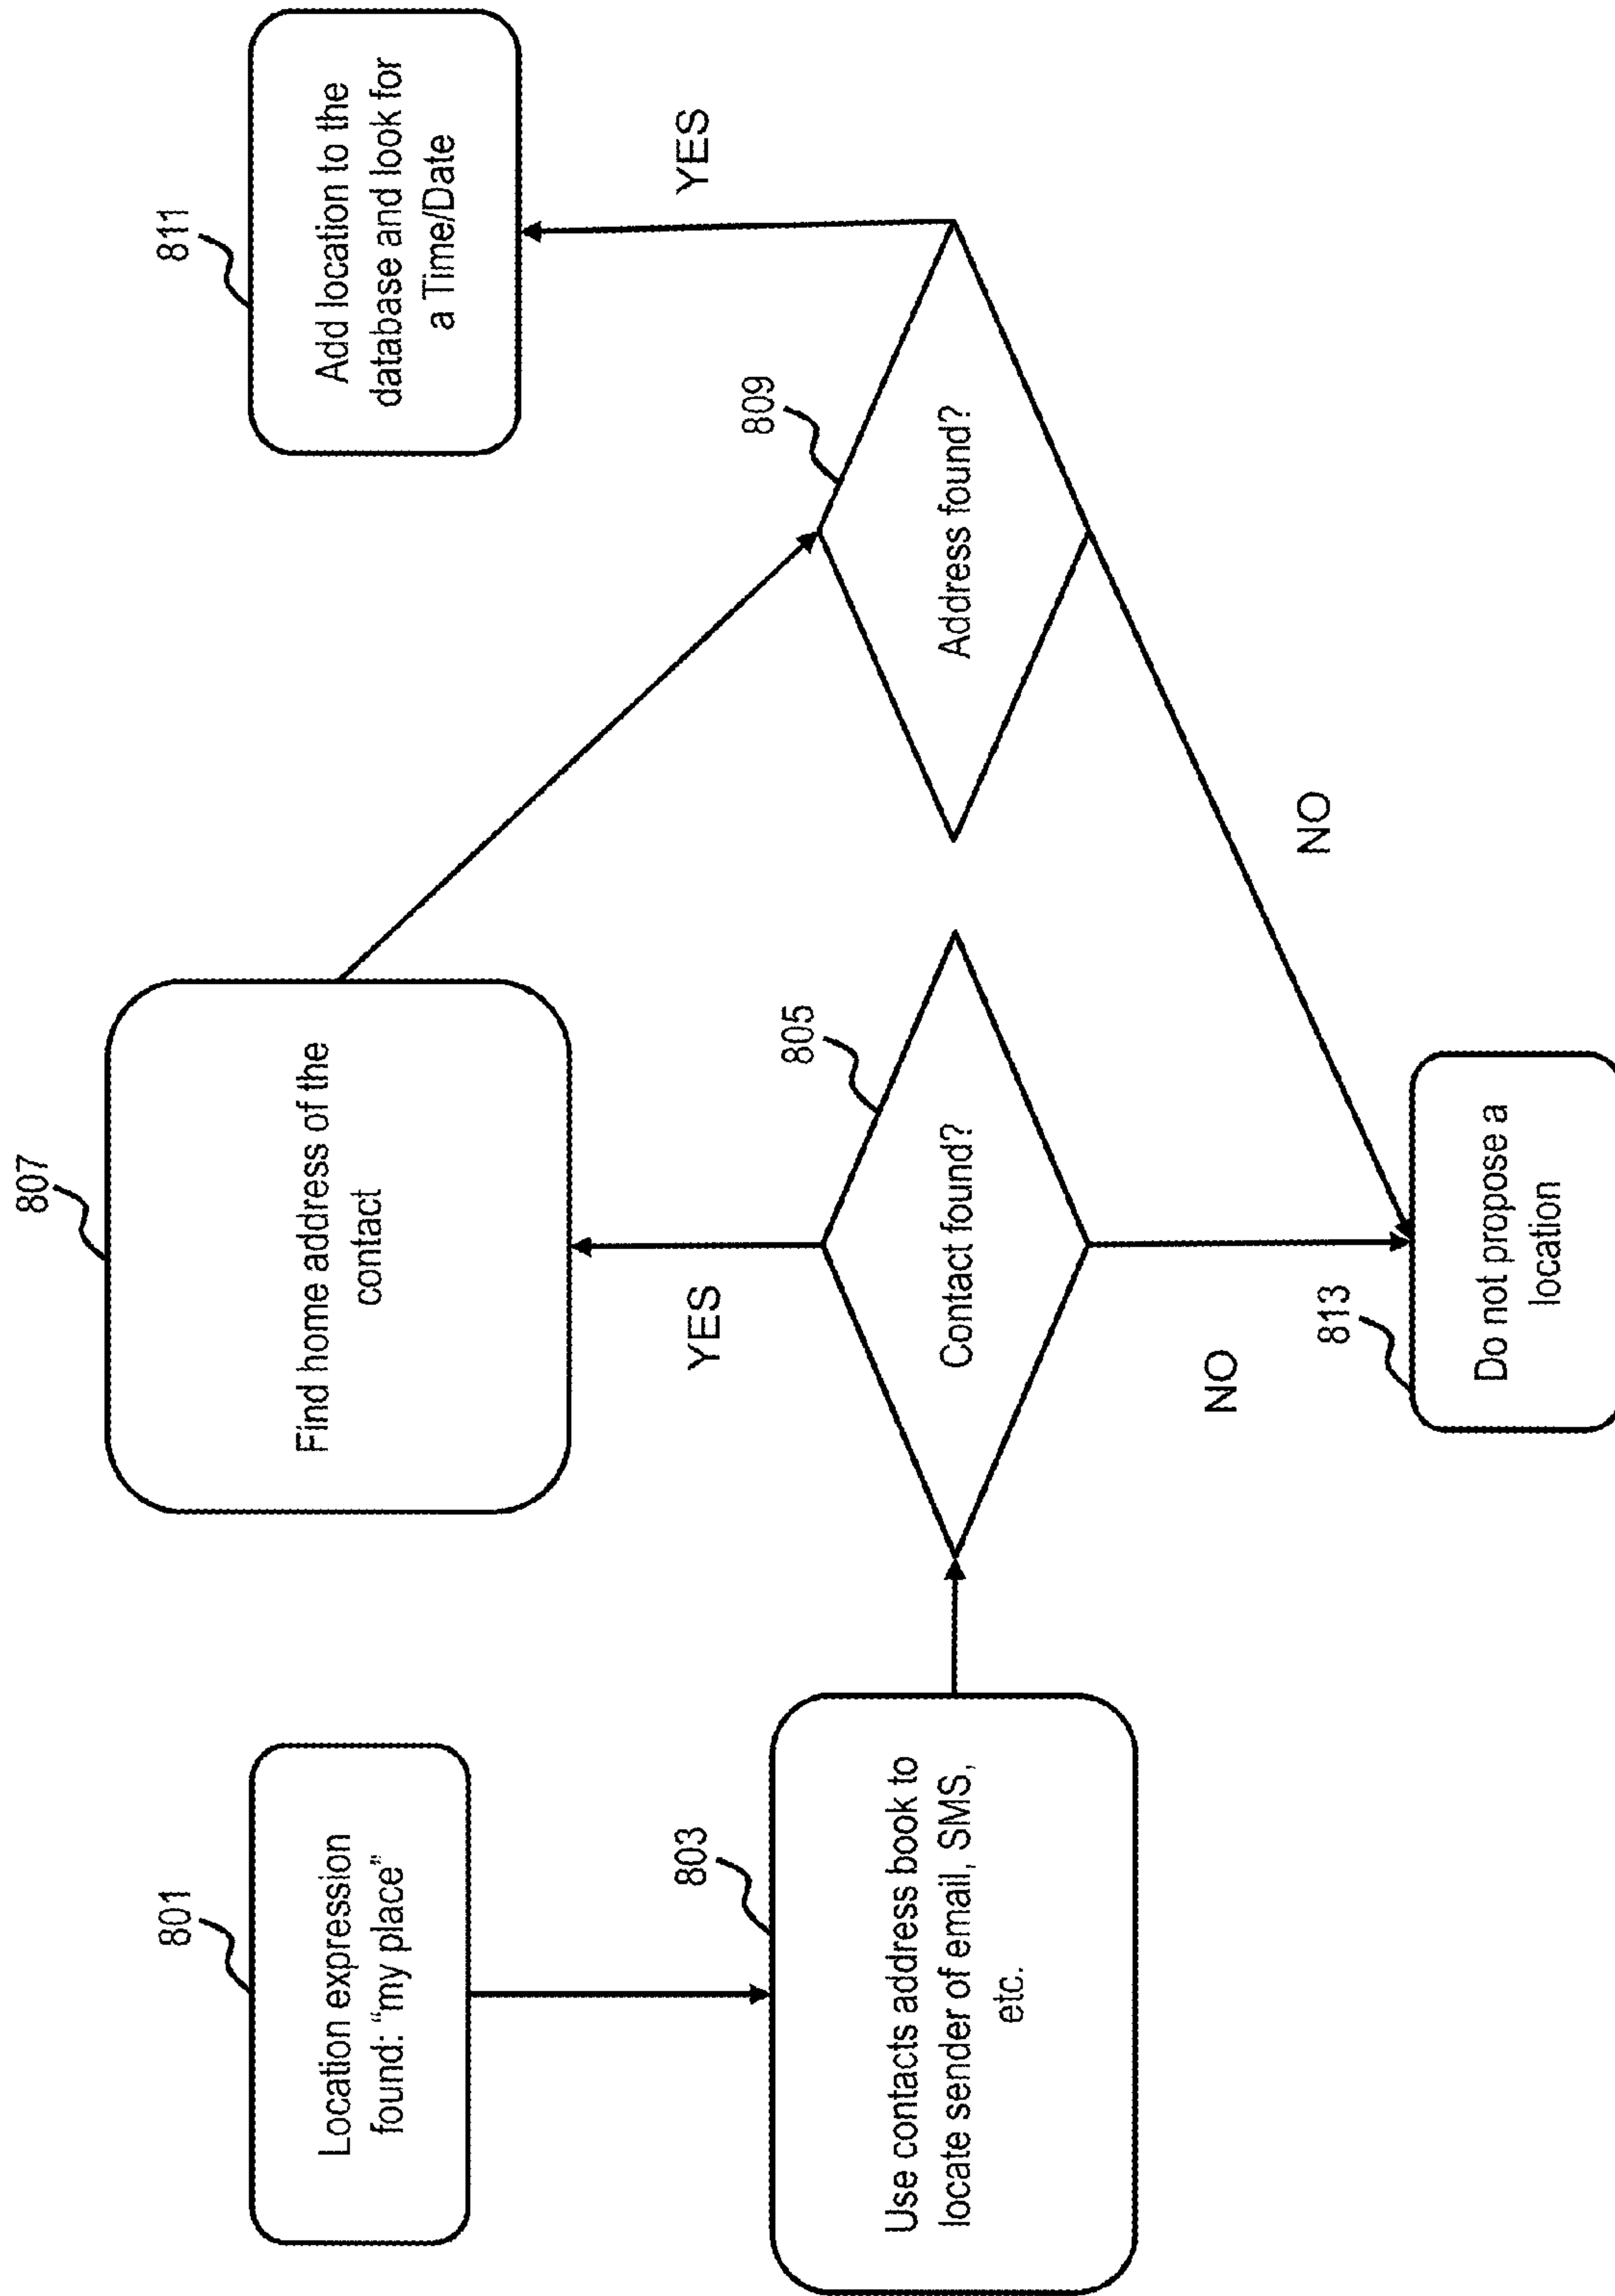 801
Location expression
found: “my place”
803
Use contacts address book to
locate sender of email, SMS,
etc.
805
Contact found?
YES
NO
807
Find home address of the
contact
809
Address found?
YES
NO
811
Add location to the
database and look for
a Time/Date
813
Do not propose a
location